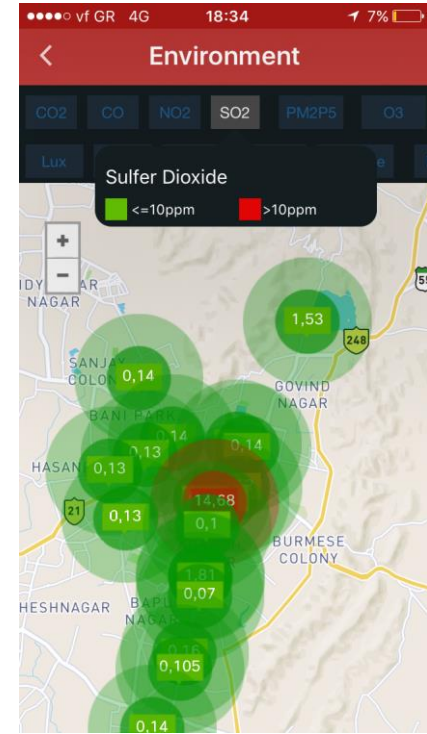 vf GR 4G 18:34 7%
Environment
CO2 CO NO2 SO2 PM2P5 O3
Lux
Sulfer Dioxide
<=10ppm >10ppm
+
−
NAGAR
1,53
248
SANJAY
COLON
0,14
GOVIND
NAGAR
BANI PARK
0,14
0,14
0,13
HASAN
0,13
14,68
21
0,13
0,1
BURMESE
COLONY
1,81
0,07
HESHNAGAR
BAPU
NAGAR
0,16
0,105
0,14